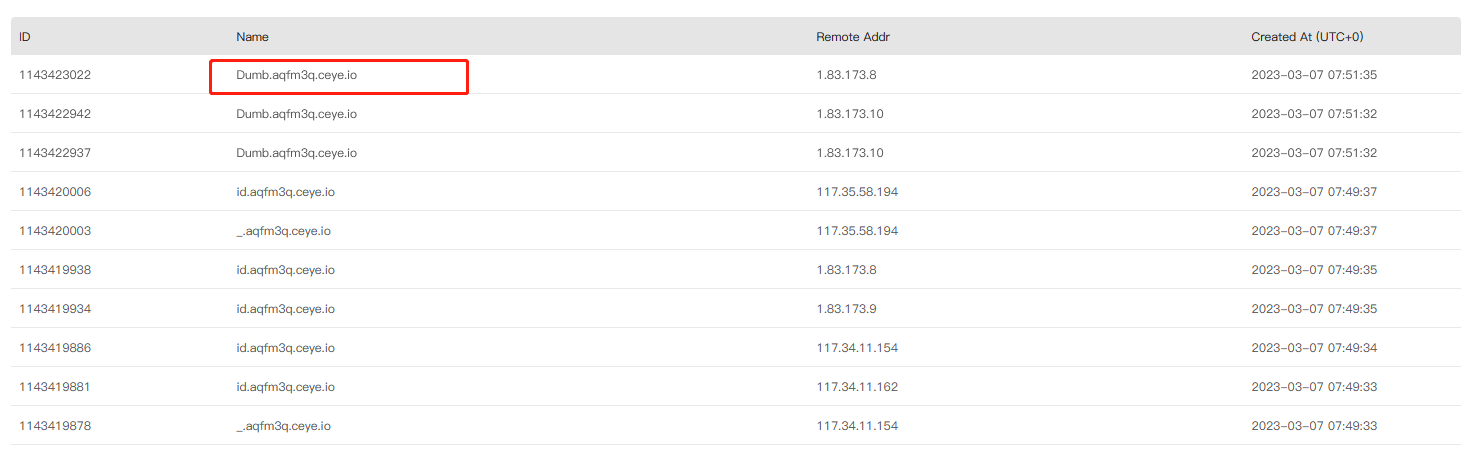 ID Name Remote Addr Created At (UTC+0)
1143423022 Dumb.aqfm3q.ceye.io 1.83.173.8 2023-03-07 07:51:35
1143422942 Dumb.aqfm3q.ceye.io 1.83.173.10 2023-03-07 07:51:32
1143422937 Dumb.aqfm3q.ceye.io 1.83.173.10 2023-03-07 07:51:32
1143420006 id.aqfm3q.ceye.io 117.35.58.194 2023-03-07 07:49:37
1143420003 _.aqfm3q.ceye.io 117.35.58.194 2023-03-07 07:49:37
1143419938 id.aqfm3q.ceye.io 1.83.173.8 2023-03-07 07:49:35
1143419934 id.aqfm3q.ceye.io 1.83.173.9 2023-03-07 07:49:35
1143419886 id.aqfm3q.ceye.io 117.34.11.154 2023-03-07 07:49:34
1143419881 id.aqfm3q.ceye.io 117.34.11.162 2023-03-07 07:49:33
1143419878 _.aqfm3q.ceye.io 117.34.11.154 2023-03-07 07:49:33